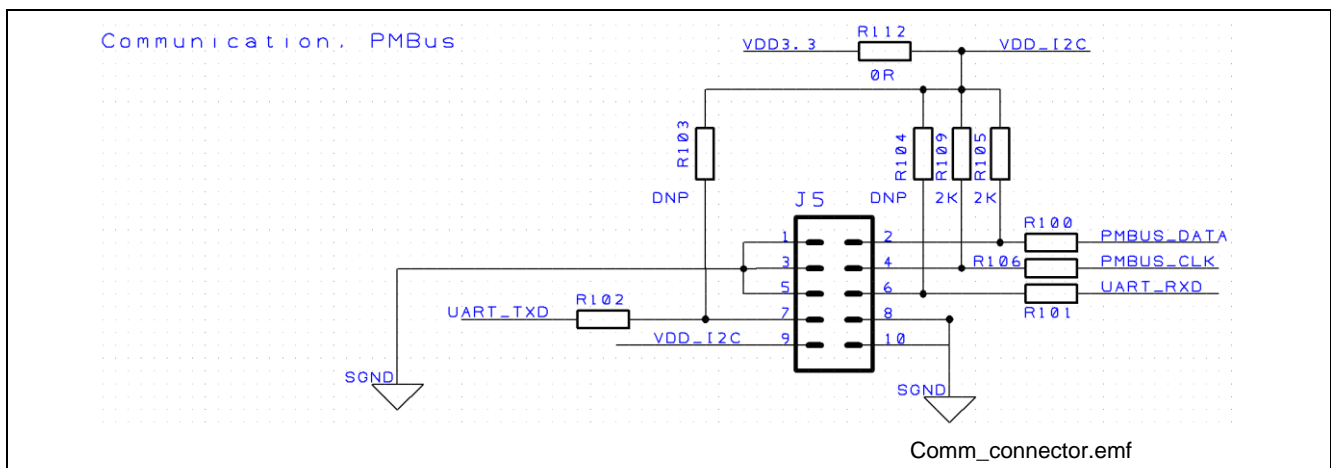 Communication, PMBus
R112
VDD3.3
VDD_I2C
0R
R103
R104
R109
R105
DNP
J5
DNP
2K
2K
R100
1
2
PMBUS_DATA
3
4
R106
PMBUS_CLK
5
6
UART_RXD
R102
R101
UART_TXD
7
8
VDD_I2C
9
10
SGND
SGND
Comm_connector.emf